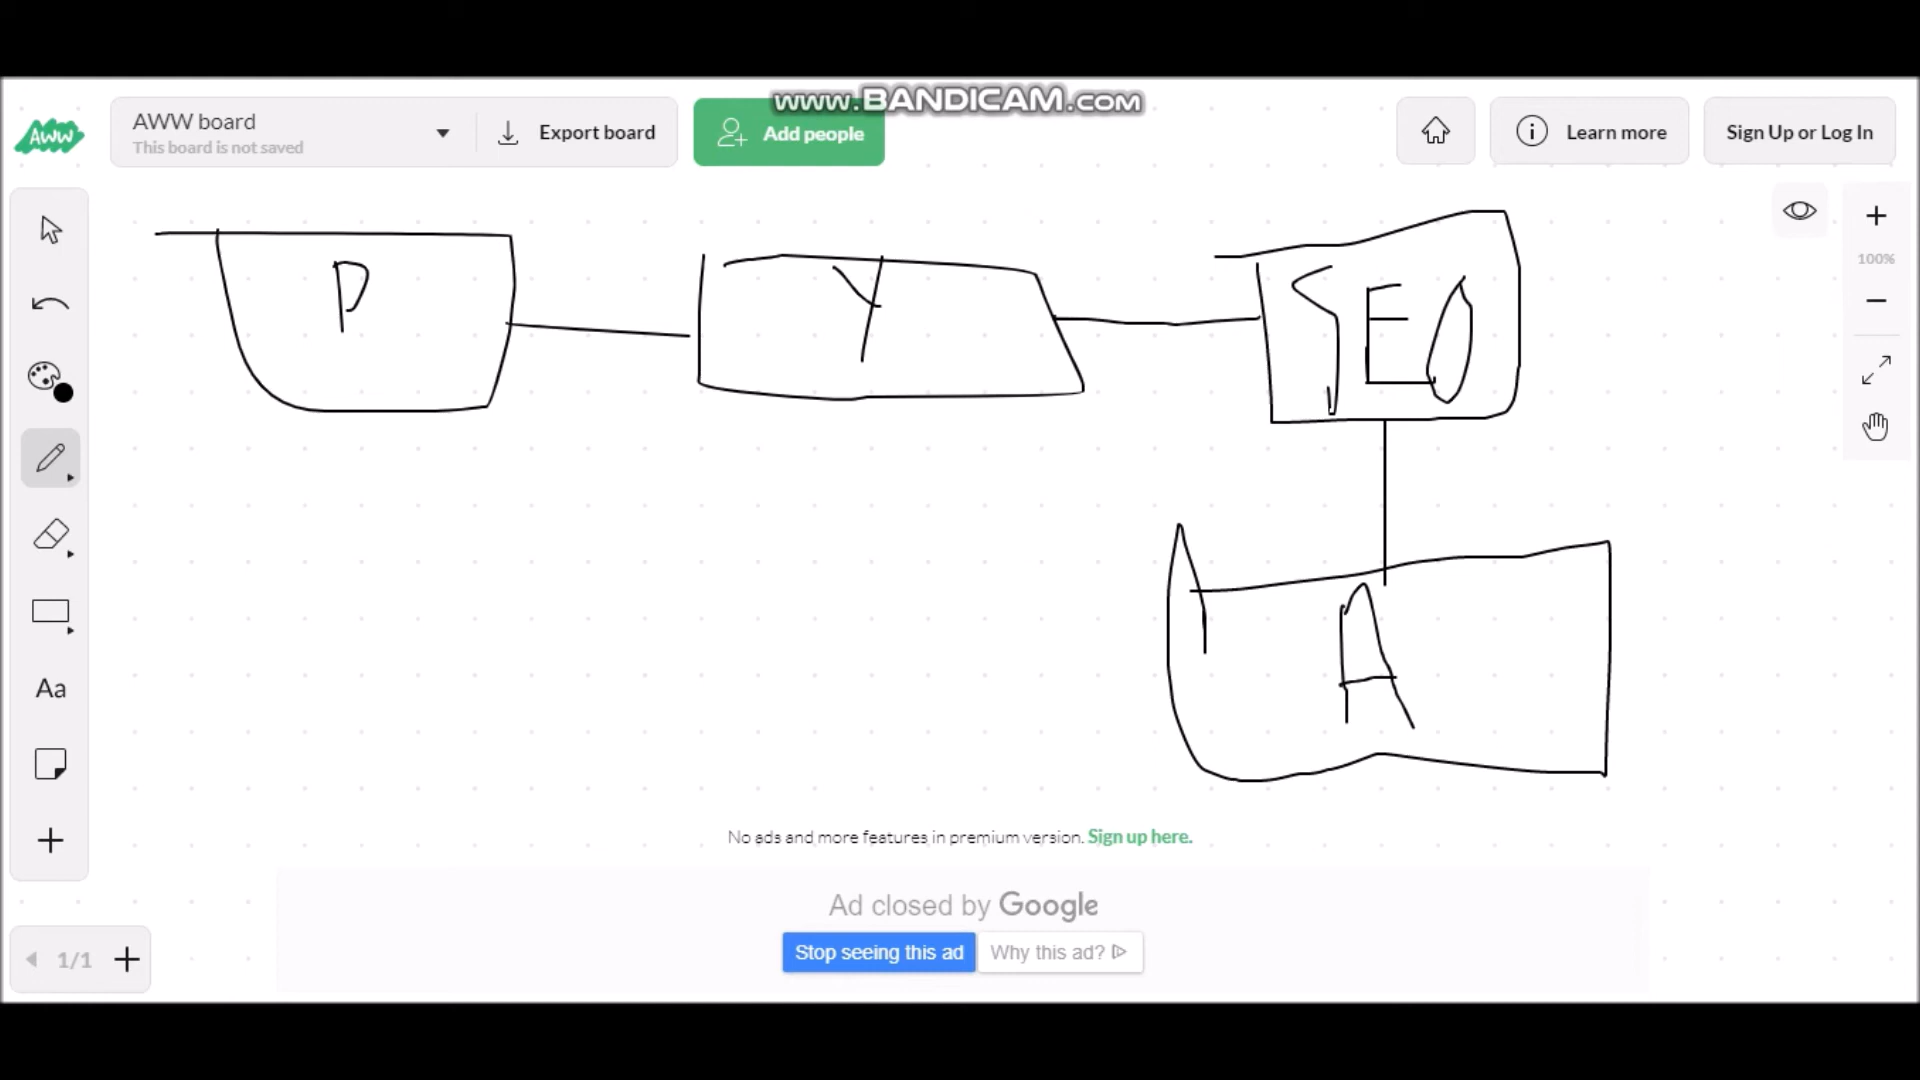 www.BANDICAM.com
AWW
AWW board
This board is not saved
Export board
Add people
Learn more
Sign Up or Log In
100%
P
Y
SEO
A
Aa
No ads and more features in premium version. Sign up here.
Ad closed by Google
Stop seeing this ad
Why this ad?
1/1